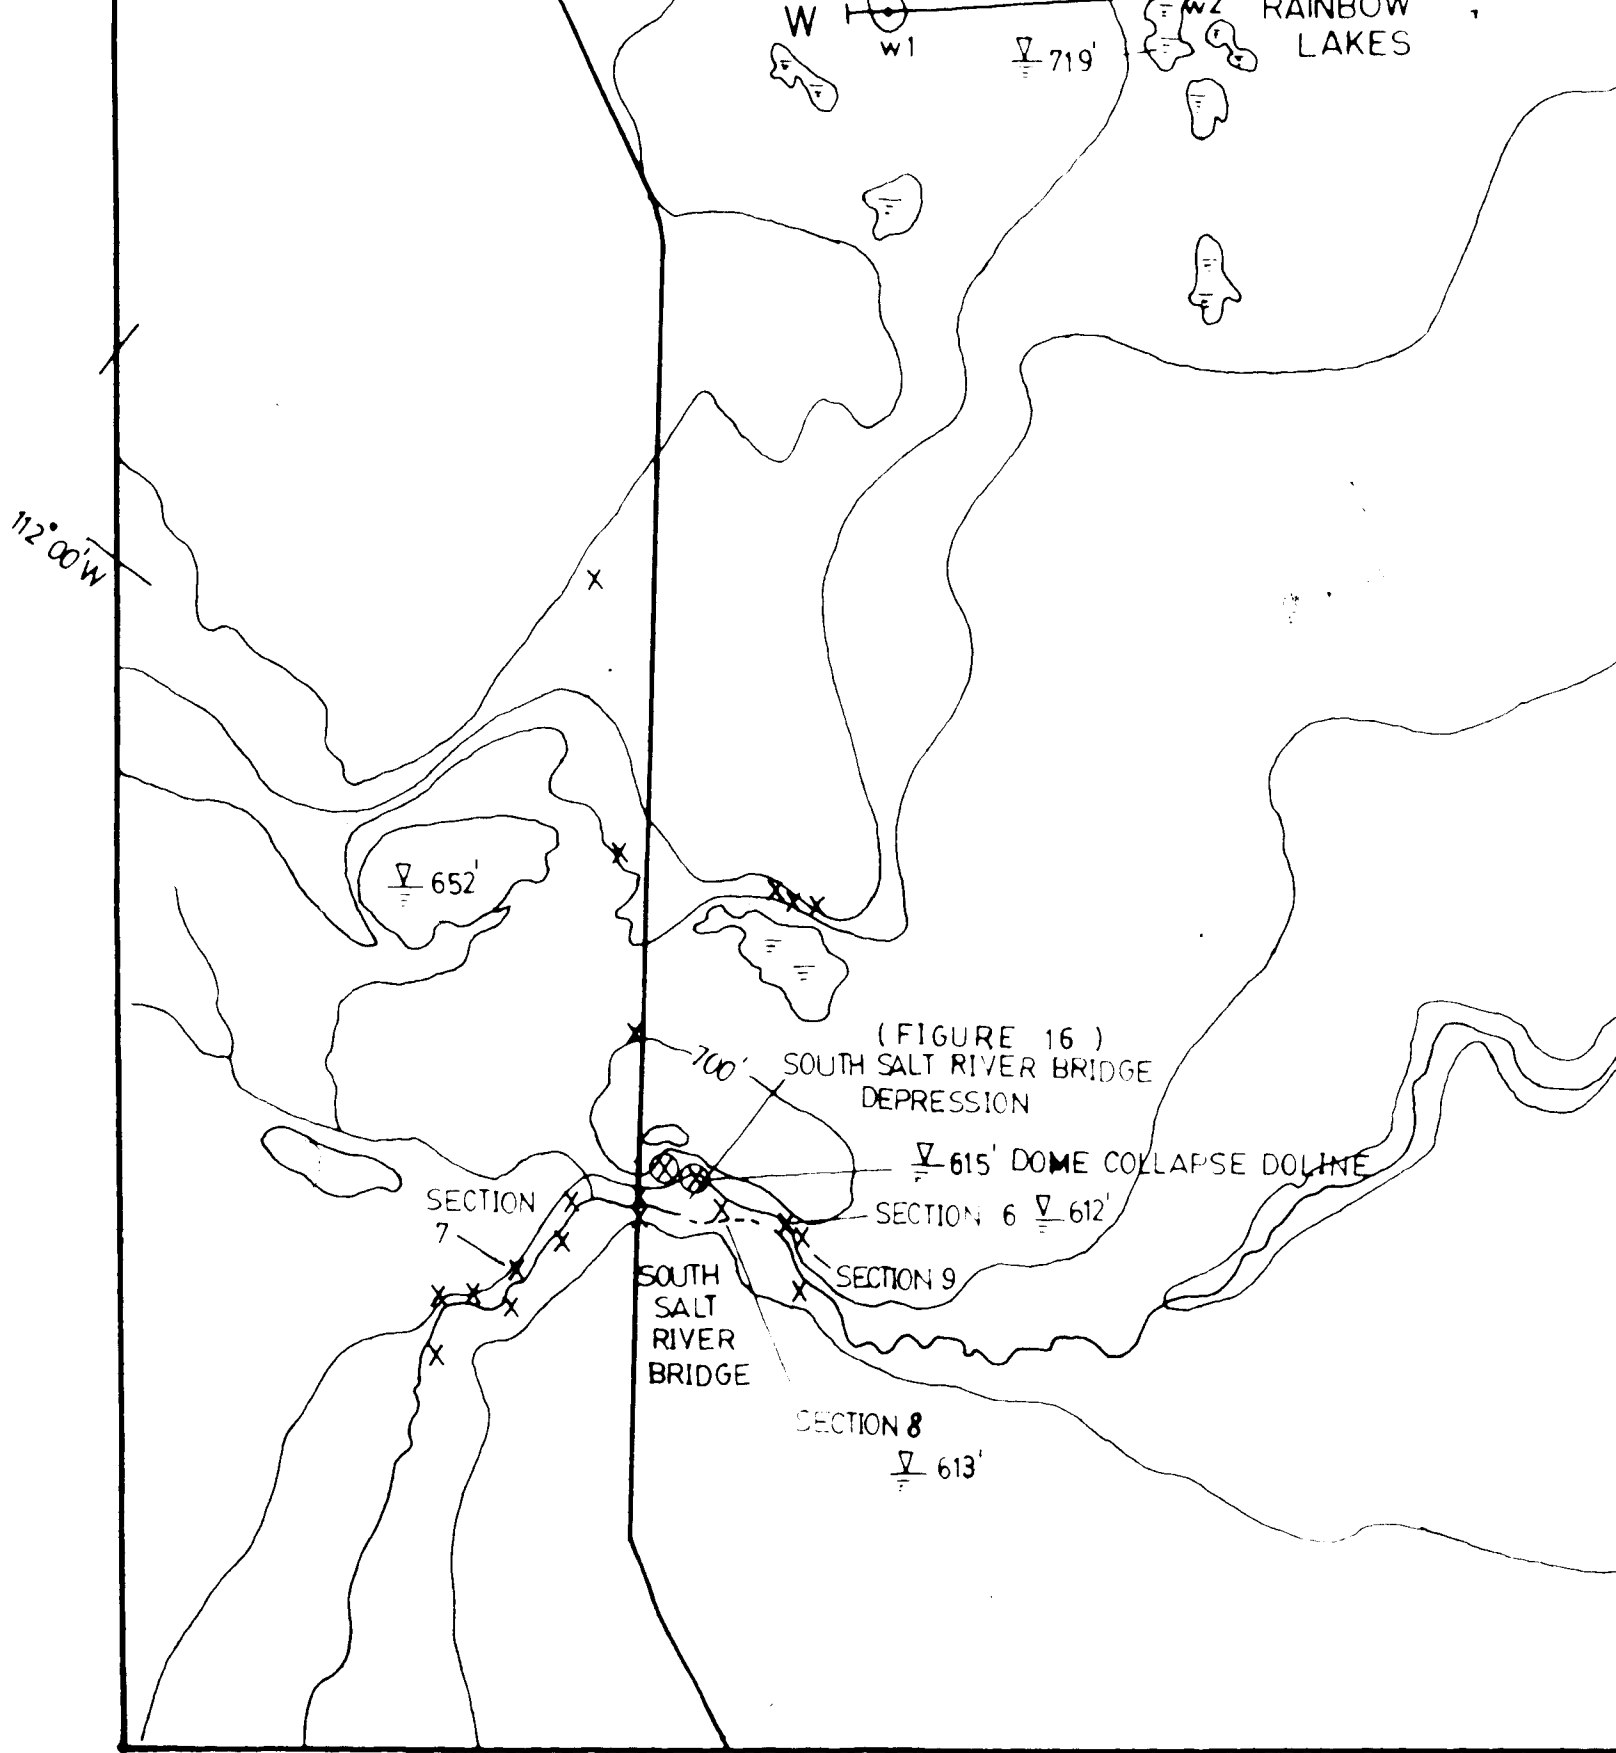 W
w1
w2
RAINBOW
LAKES
719'
112°00'W
652'
700'
(FIGURE 16)
SOUTH SALT RIVER BRIDGE
DEPRESSION
615' DOME COLLAPSE DOLINE
SECTION 6 612'
SECTION
7
SECTION 9
SOUTH
SALT
RIVER
BRIDGE
SECTION 8
613'